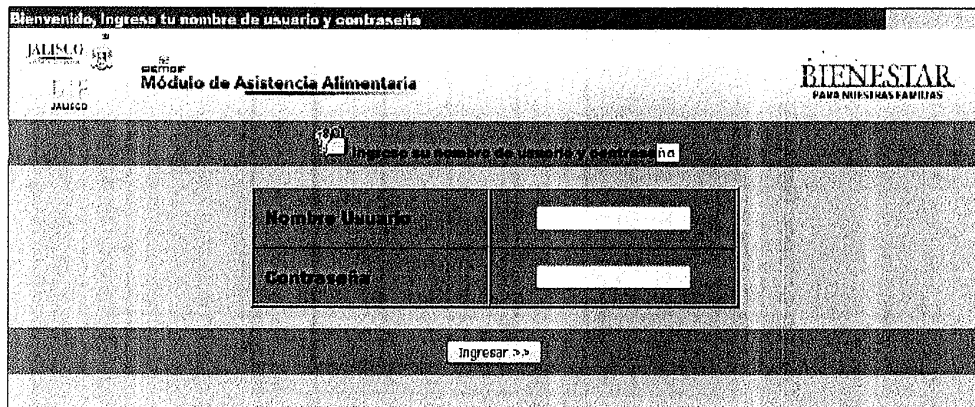 Bienvenido, Ingresa tu nombre de usuario y contraseña
JALISCO
DIF
JALISCO
Módulo de Asistencia Alimentaria
BIENESTAR
PARA NUESTRAS FAMILIAS
Ingrese su nombre de usuario y contraseña
Nombre Usuario
Contraseña
Ingresar >>